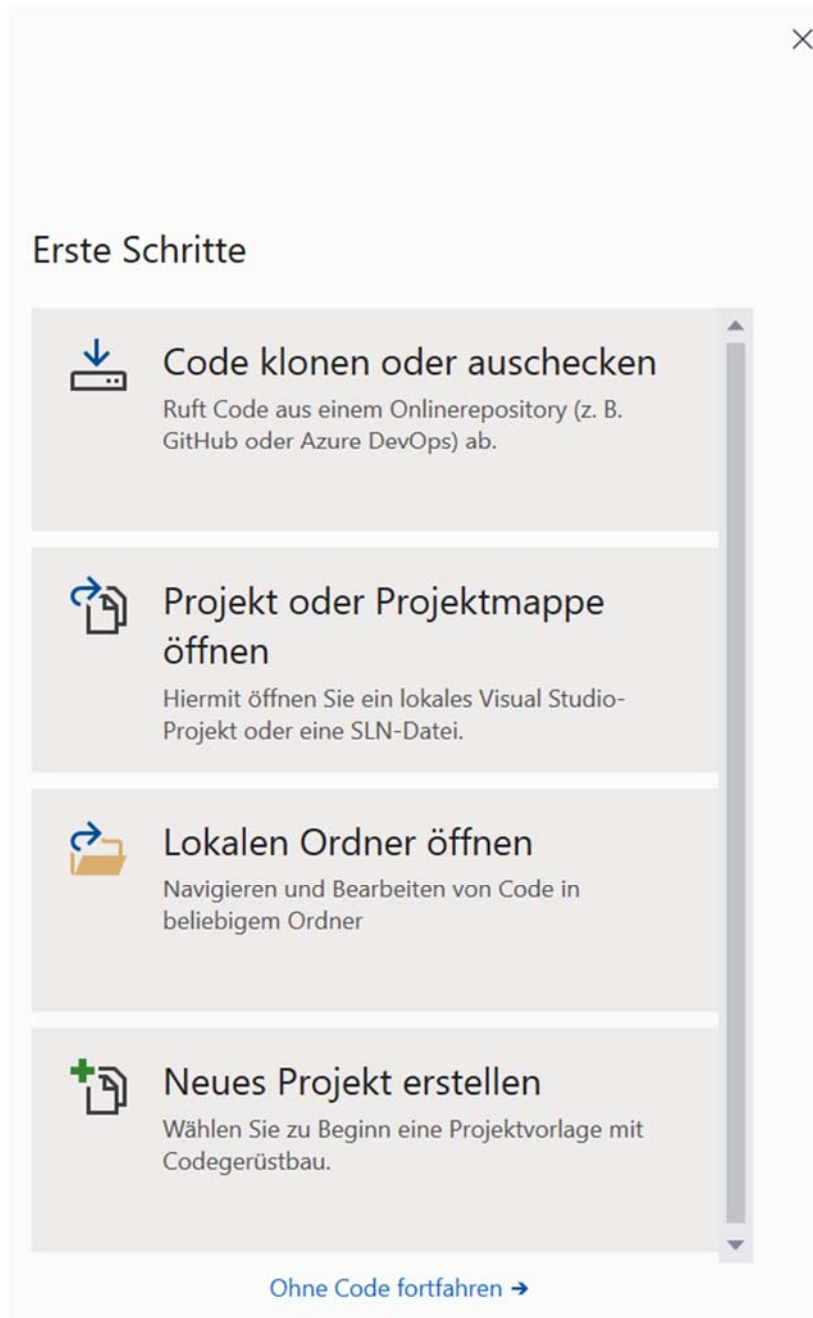 Erste Schritte
Code klonen oder auschecken
Ruft Code aus einem Onlinerepository (z. B.
GitHub oder Azure DevOps) ab.
Projekt oder Projektmappe
öffnen
Hiermit öffnen Sie ein lokales Visual Studio-
Projekt oder eine SLN-Datei.
Lokalen Ordner öffnen
Navigieren und Bearbeiten von Code in
beliebigem Ordner
Neues Projekt erstellen
Wählen Sie zu Beginn eine Projektvorlage mit
Codegerüstbau.
Ohne Code fortfahren →